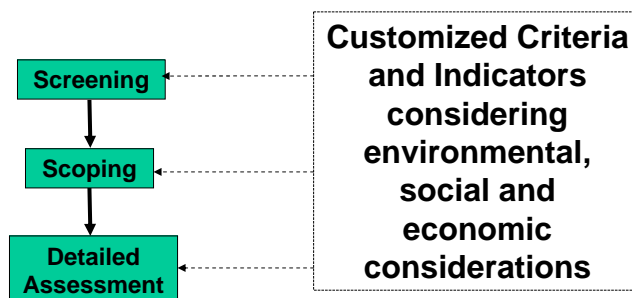 Screening
Scoping
Detailed
Assessment
Customized Criteria
and Indicators
considering
environmental,
social and
economic
considerations